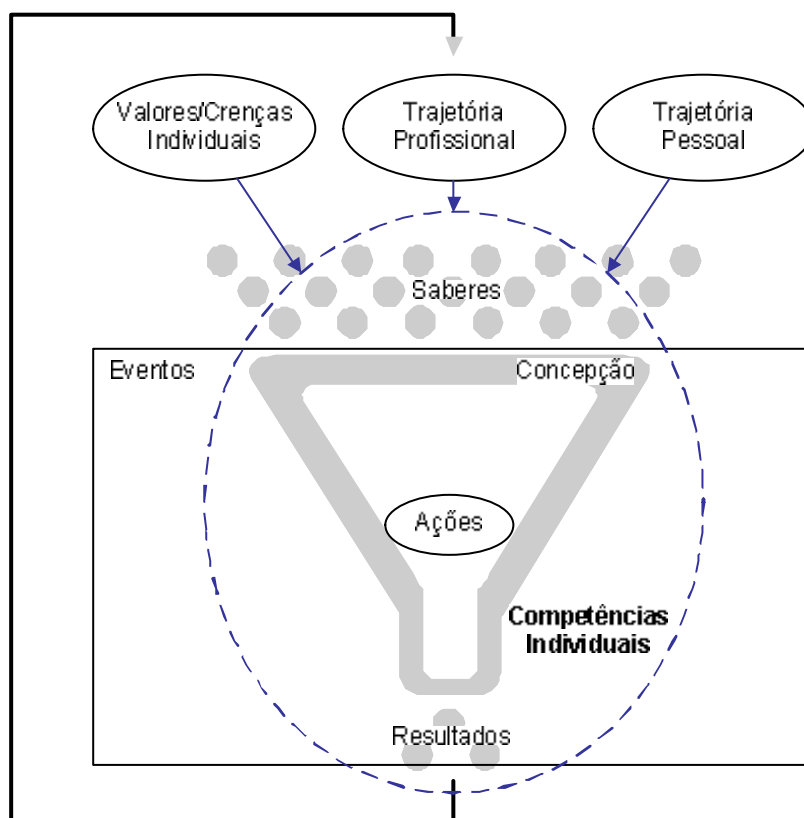 Valores/Crenças
Individuais
Trajetória
Profissional
Trajetória
Pessoal
Saberes
Eventos
Concepção
Ações
Competências
Individuais
Resultados